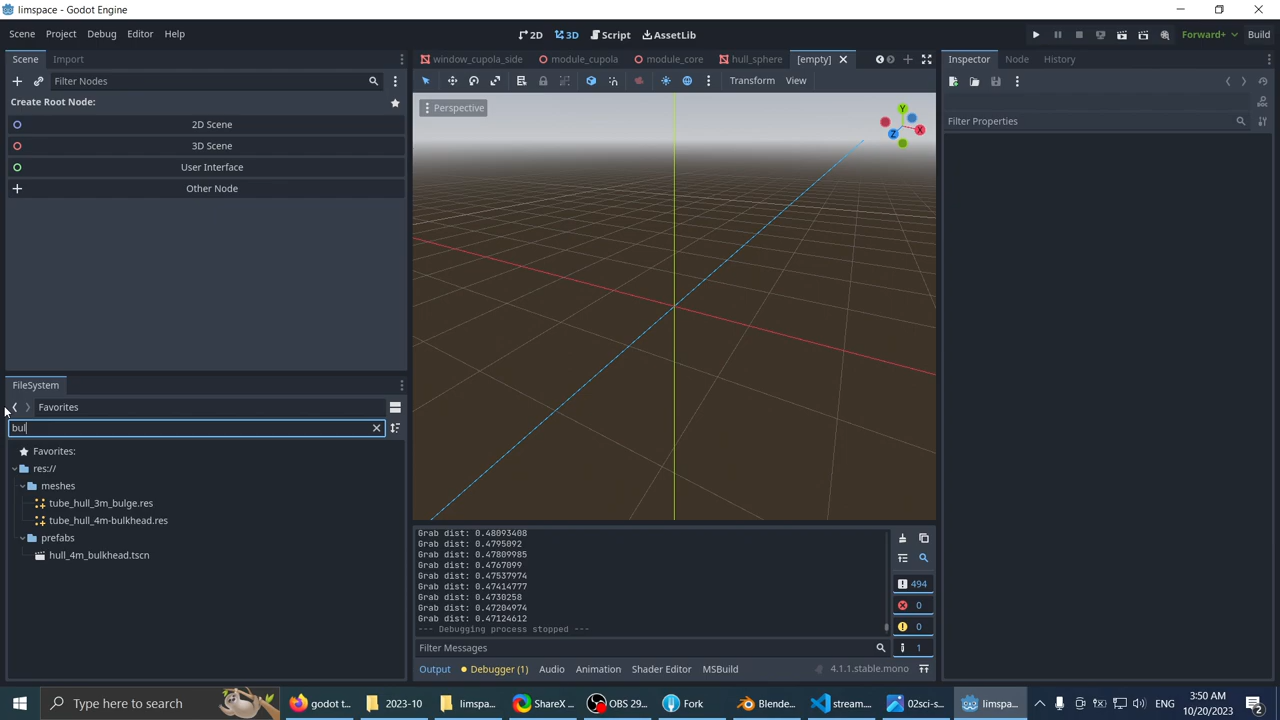 limspace - Godot Engine
Scene Project Debug Editor Help
2D 3D Script AssetLib
Forward+ Build
Scene Import
window_cupola_side module_cupola module_core hull_sphere [empty]
Inspector Node History
Filter Nodes
Transform View
Create Root Node:
Perspective
Y
X
Z
DOC
Filter Properties
2D Scene
3D Scene
User Interface
Other Node
FileSystem
Favorites
bul
Favorites:
res://
meshes
tube_hull_3m_bulge.res
tube_hull_4m-bulkhead.res
prefabs
hull_4m_bulkhead.tscn
Grab dist: 0.48093408
Grab dist: 0.4795092
Grab dist: 0.47809985
Grab dist: 0.4767099
Grab dist: 0.47537974
Grab dist: 0.47414777
Grab dist: 0.4730258
Grab dist: 0.47204974
Grab dist: 0.47124612
--- Debugging process stopped ---
494
0
0
1
Filter Messages
Output Debugger (1) Audio Animation Shader Editor MSBuild
4.1.1.stable.mono
Type here to search
godot t...
2023-10
limspa...
ShareX ...
OBS 29...
Fork
Blende...
stream....
02sci-s...
limspa...
ENG
3:50 AM
10/20/2023
2